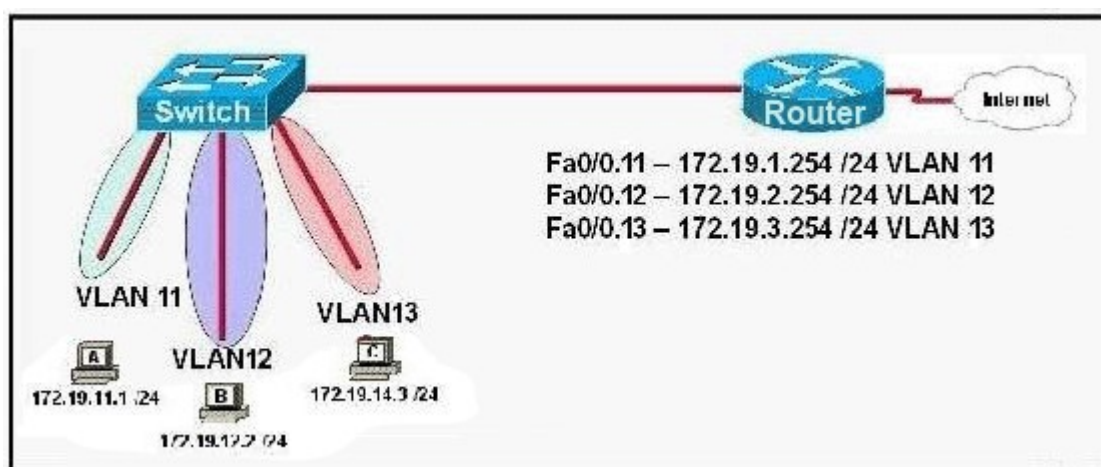 Switch
Router
Internet
Fa0/0.11 – 172.19.1.254 /24 VLAN 11
Fa0/0.12 – 172.19.2.254 /24 VLAN 12
Fa0/0.13 – 172.19.3.254 /24 VLAN 13
VLAN 11
VLAN13
VLAN12
A
C
B
172.19.11.1 /24
172.19.14.3 /24
172.19.12.2 /24